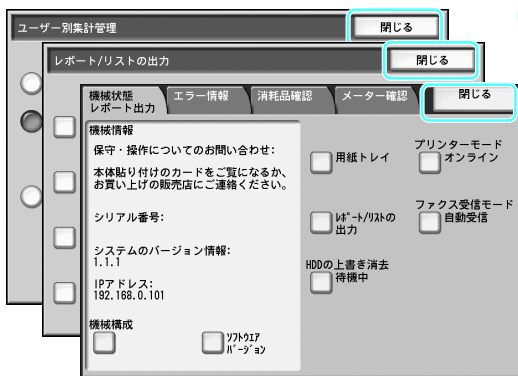 ユーザー別集計管理
閉じる
レポート/リストの出力
閉じる
機械状態
レポート出力
エラー情報
消耗品確認
メーター確認
閉じる
機械情報
保守・操作についてのお問い合わせ:
本体貼り付けのカードをご覧になるか、
お買い上げの販売店にご連絡ください。
シリアル番号:
システムのバージョン情報:
1.1.1
IPアドレス:
192.168.0.101
機械構成
ソフトウエア
バージョン
用紙トレイ
レポート/リストの
出力
HDDの上書き消去
待機中
プリンターモード
オンライン
ファクス受信モード
自動受信